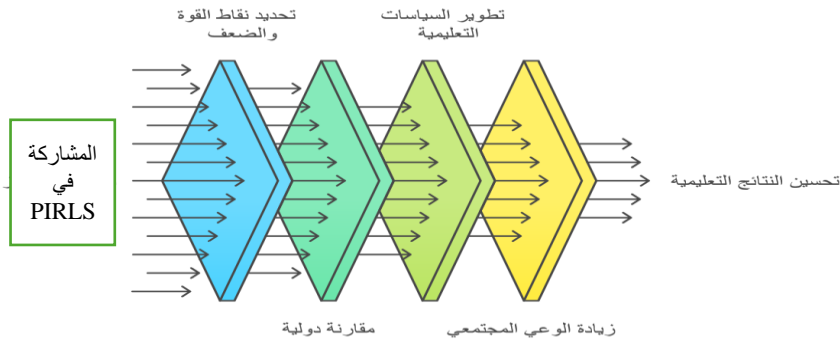 تحديد نقاط القوة
والضعف
تطوير السياسات
التعليمية
المشاركة
في
PIRLS
تحسين النتائج التعليمية
مقارنة دولية
زيادة الوعي المجتمعي